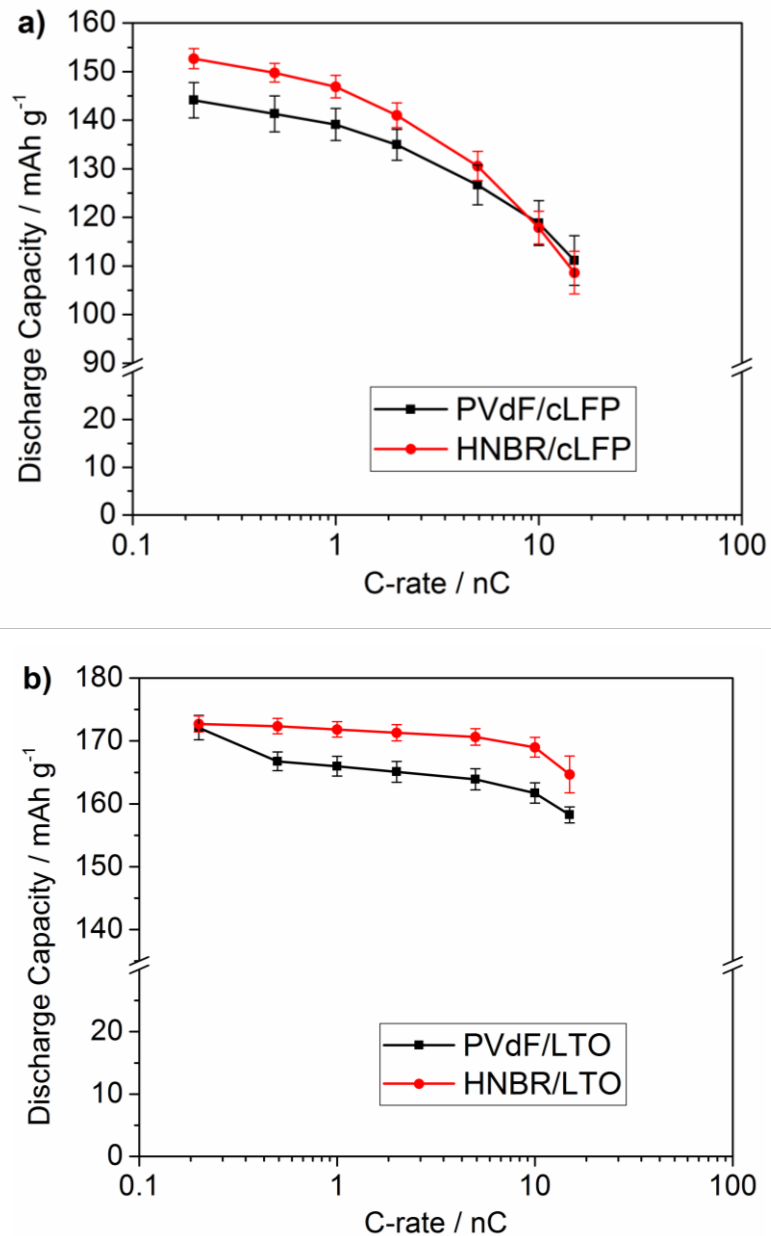 a)
160
150
140
130
120
110
100
90
20
10
0
Discharge Capacity / mAh g⁻¹
PVdF/cLFP
HNBR/cLFP
0.1 1 10 100
C-rate / nC
b)
180
170
160
150
140
20
10
0
Discharge Capacity / mAh g⁻¹
PVdF/LTO
HNBR/LTO
0.1 1 10 100
C-rate / nC